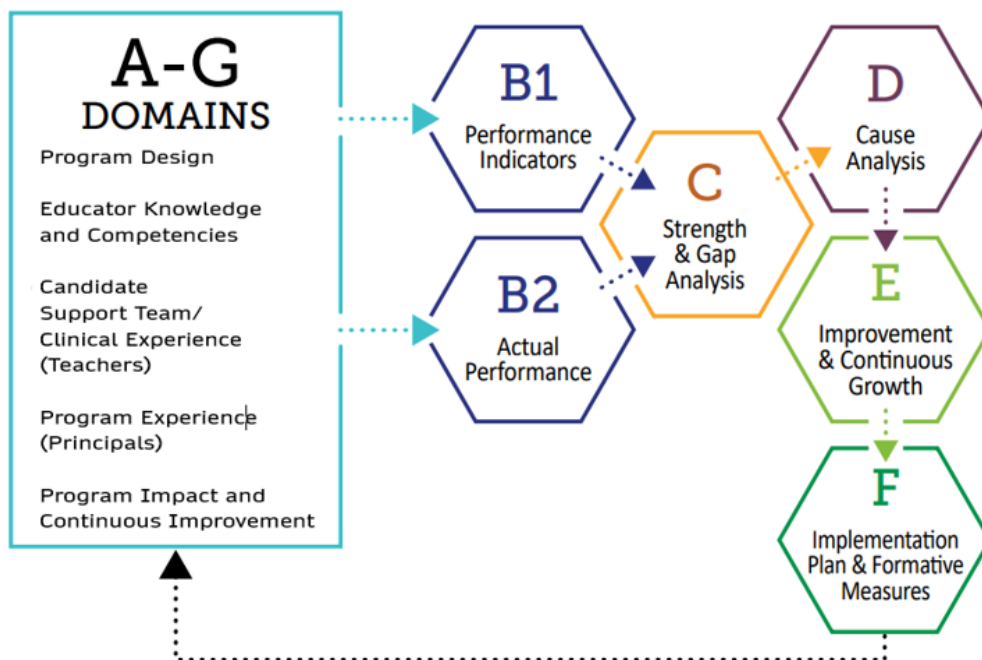 A-G
DOMAINS
Program Design
Educator Knowledge
and Competencies
Candidate
Support Team/
Clinical Experience
(Teachers)
Program Experience
(Principals)
Program Impact and
Continuous Improvement
B1
Performance
Indicators
B2
Actual
Performance
C
Strength
& Gap
Analysis
D
Cause
Analysis
E
Improvement
& Continuous
Growth
F
Implementation
Plan & Formative
Measures